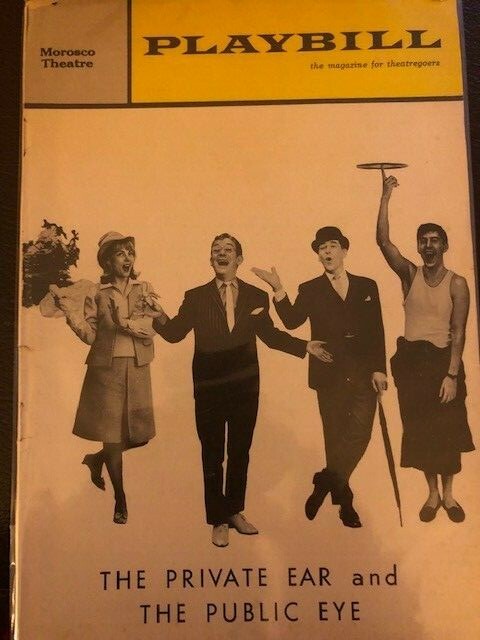 Morosco
Theatre
PLAYBILL
the magazine for theatregoers
THE PRIVATE EAR and
THE PUBLIC EYE